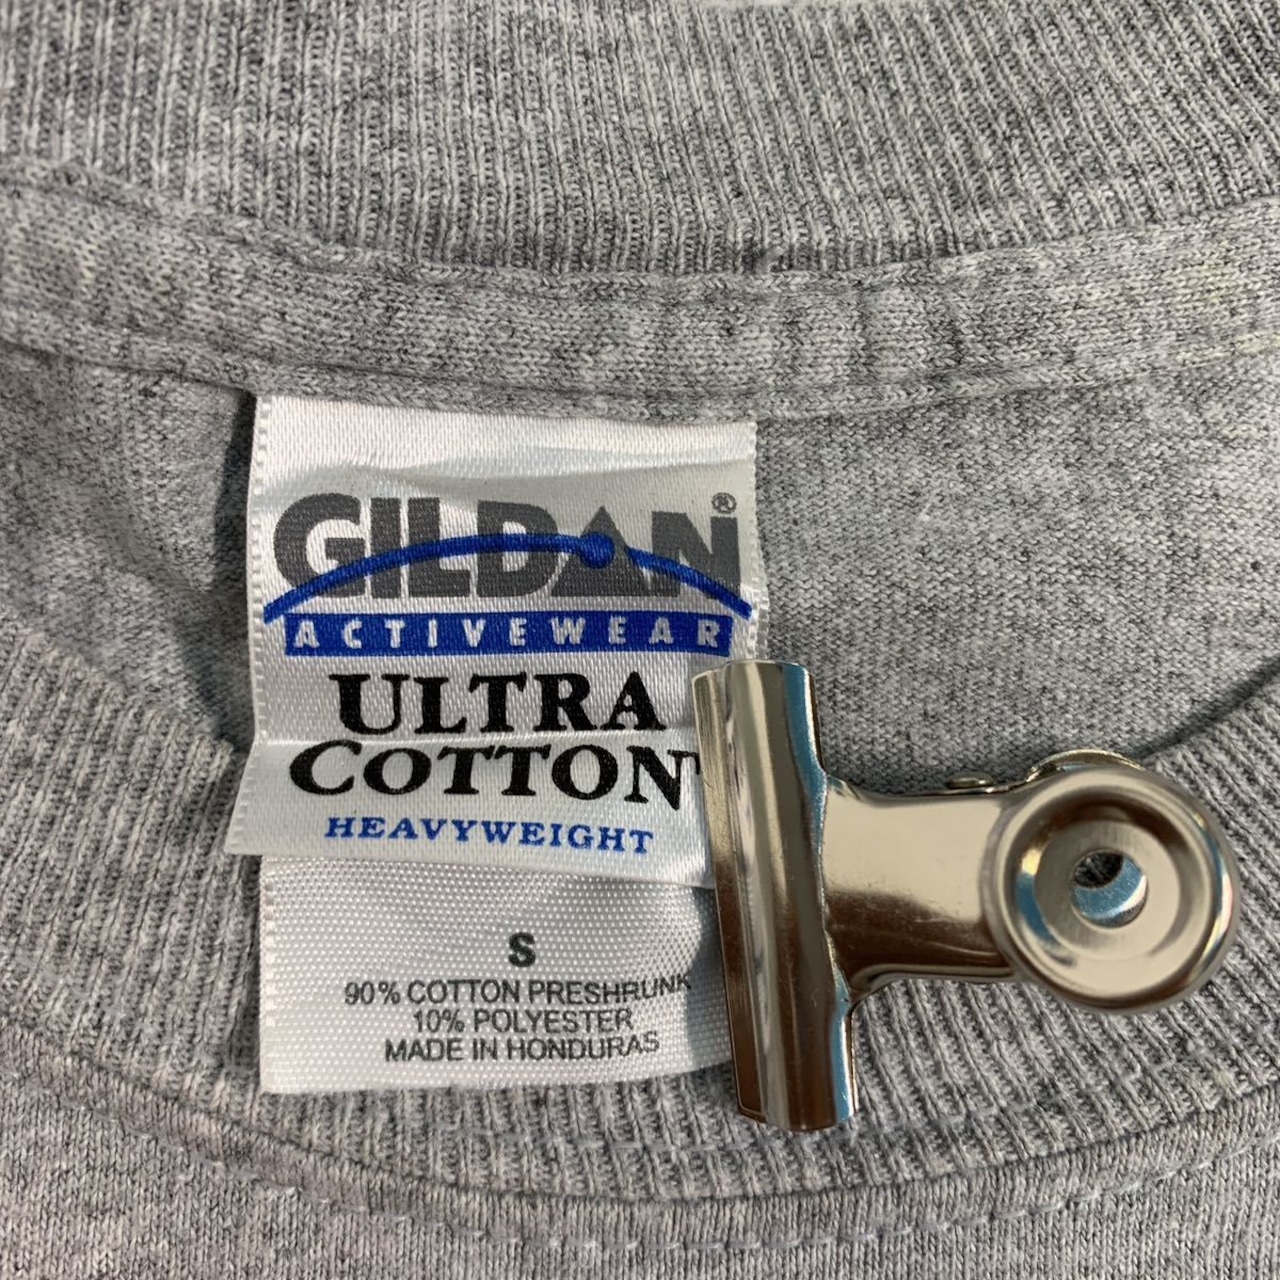 GILDAN®
ACTIVEWEAR
ULTRA
COTTON
HEAVYWEIGHT
S
90% COTTON PRESHRUNK
10% POLYESTER
MADE IN HONDURAS